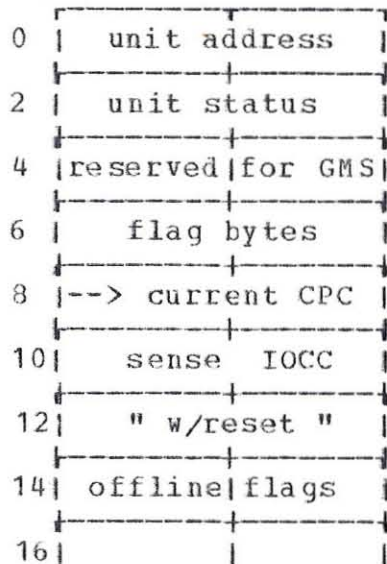 0 | unit address |
2 | unit status |
4 |reserved|for GMS|
6 | flag bytes |
8 |--> current CPC |
10| sense IOCC |
12| " w/reset " |
14| offline|flags |
16| | |